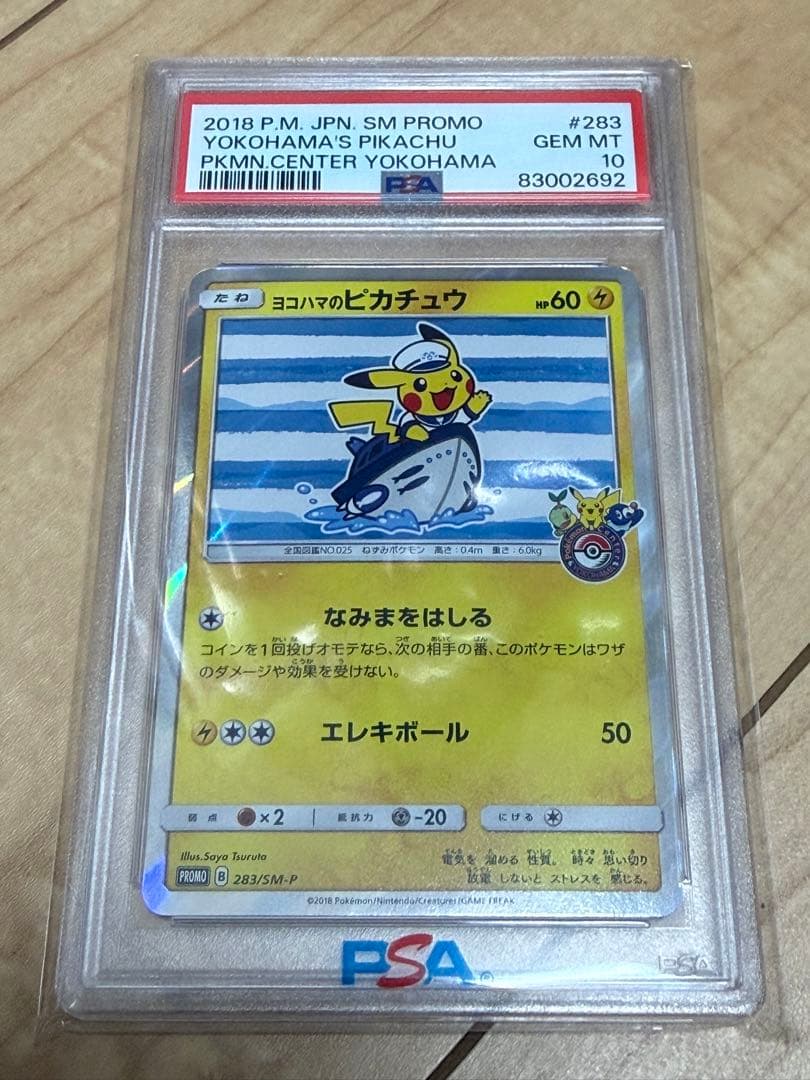 2018 P.M. JPN. SM PROMO #283
YOKOHAMA'S PIKACHU GEM MT
PKMN.CENTER YOKOHAMA 10
PSA 83002692
たね ヨコハマのピカチュウ HP60
Pokémon Center
YOKOHAMA
全国図鑑NO.025 ねずみポケモン 高さ:0.4m 重さ:6.0kg
なみまをはしる
コインを1回投げオモテなら、次の相手の番、このポケモンはワザ
のダメージや効果を受けない。
エレキボール 50
弱点 ×2 抵抗力 -20 にげる
Illus.Saya Tsuruta
電気を 溜める 性質。 時々 思い切り
放電 しないと ストレスを 感じる。
PROMO B 283/SM-P
©2018 Pokémon/Nintendo/Creatures/GAME FREAK
PSA
PSA